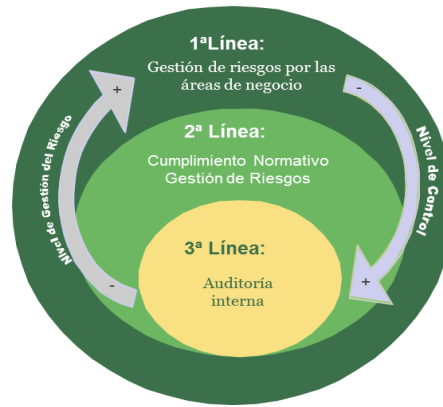 1ªLínea:
Gestión de riesgos por las
áreas de negocio
+
-
2ª Línea:
Cumplimiento Normativo
Gestión de Riesgos
Nivel de Gestión del Riesgo
Nivel de Control
3ª Línea:
Auditoría
interna
-
+